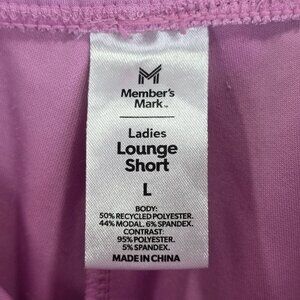 Member's
Mark™
Ladies
Lounge
Short
L
BODY:
50% RECYCLED POLYESTER.
44% MODAL. 6% SPANDEX.
CONTRAST:
95% POLYESTER.
5% SPANDEX.
MADE IN CHINA